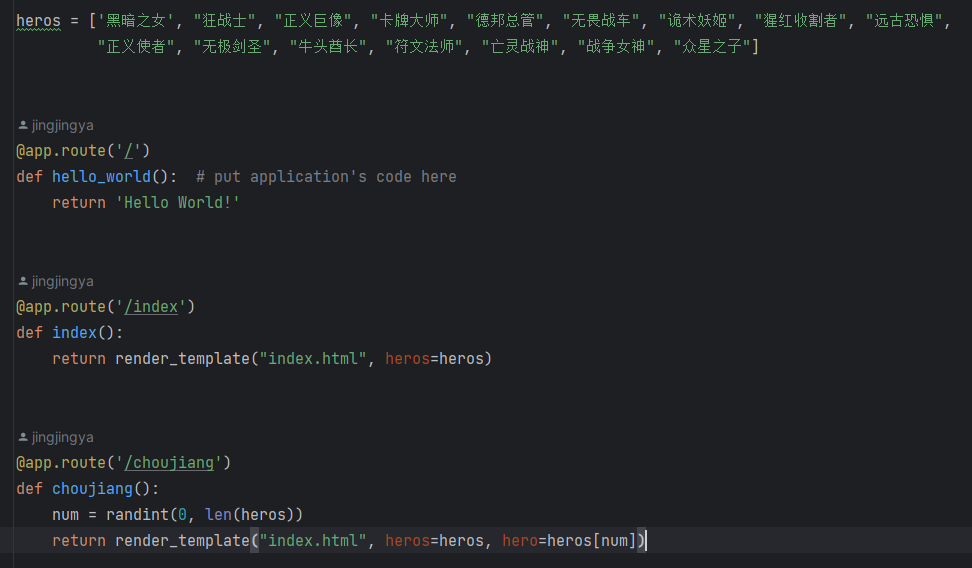 heros = ['黑暗之女', "狂战士", "正义巨像", "卡牌大师", "德邦总管", "无畏战车", "诡术妖姬", "猩红收割者", "远古恐惧",
"正义使者", "无极剑圣", "牛头酋长", "符文法师", "亡灵战神", "战争女神", "众星之子"]
jingjingya
@app.route('/')
def hello_world():  # put application's code here
return 'Hello World!'
jingjingya
@app.route('/index')
def index():
return render_template("index.html", heros=heros)
jingjingya
@app.route('/choujiang')
def choujiang():
num = randint(0, len(heros))
return render_template("index.html", heros=heros, hero=heros[num])